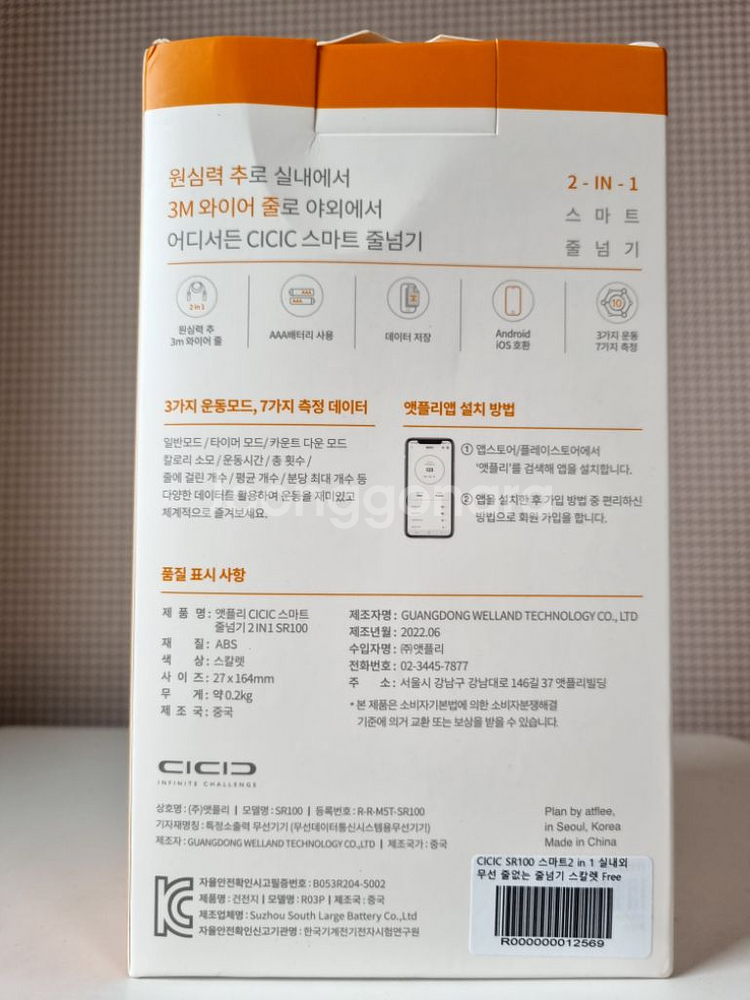 원심력 추로 실내에서
3M 와이어 줄로 야외에서
어디서든 CICIC 스마트 줄넘기
2 - IN - 1
스 마 트
줄 넘 기
2 in 1
원심력 추
3m 와이어 줄
AAA
AAA
AAA배터리 사용
데이터 저장
Android
iOS 호환
10
3가지 운동
7가지 측정
3가지 운동모드, 7가지 측정 데이터
일반모드 / 타이머 모드 / 카운트 다운 모드
칼로리 소모 / 운동시간 / 총 횟수 /
줄에 걸린 개수 / 평균 개수 / 분당 최대 개수 등
다양한 데이터를 활용하며 운동을 재미있고
체계적으로 즐겨보세요.
앳플리앱 설치 방법
① 앱스토어/플레이스토어에서
'앳플리'를 검색해 앱을 설치합니다.
② 앱을 설치한 후 가입 방법 중 편리하신
방법으로 회원 가입을 합니다.
품질 표시 사항
제 품 명 : 앳플리 CICIC 스마트
줄넘기 2 IN1 SR100
재 질 : ABS
색 상 : 스칼렛
사 이 즈 : 27 x 164mm
무 게 : 약 0.2kg
제 조 국 : 중국
제조자명 : GUANGDONG WELLAND TECHNOLOGY CO., LTD
제조년월 : 2022.06
수입자명 : ㈜앳플리
전화번호 : 02-3445-7877
주 소 : 서울시 강남구 강남대로 146길 37 앳플리빌딩
* 본 제품은 소비자기본법에 의한 소비자분쟁해결
기준에 의거 교환 또는 보상을 받을 수 있습니다.
CICIC
INFINITE CHALLENGE
상호명 : (주)앳플리 | 모델명 : SR100 | 등록번호 : R-R-M5T-SR100
기자재명칭 : 특정소출력 무선기기 (무선데이터통신시스템용무선기기)
제조자 : GUANGDONG WELLAND TECHNOLOGY CO.,LTD | 제조국가 : 중국
Plan by atflee,
in Seoul, Korea
Made in China
자율안전확인신고필증번호 : B053R204-5002
제품명 : 건전지 | 모델명 : R03P | 제조국 : 중국
제조업체명 : Suzhou South Large Battery Co.,Ltd
자율안전확인신고기관명 : 한국기계전기전자시험연구원
CICIC SR100 스마트2 in 1 실내외
무선 줄없는 줄넘기 스칼렛 Free
R000000012569